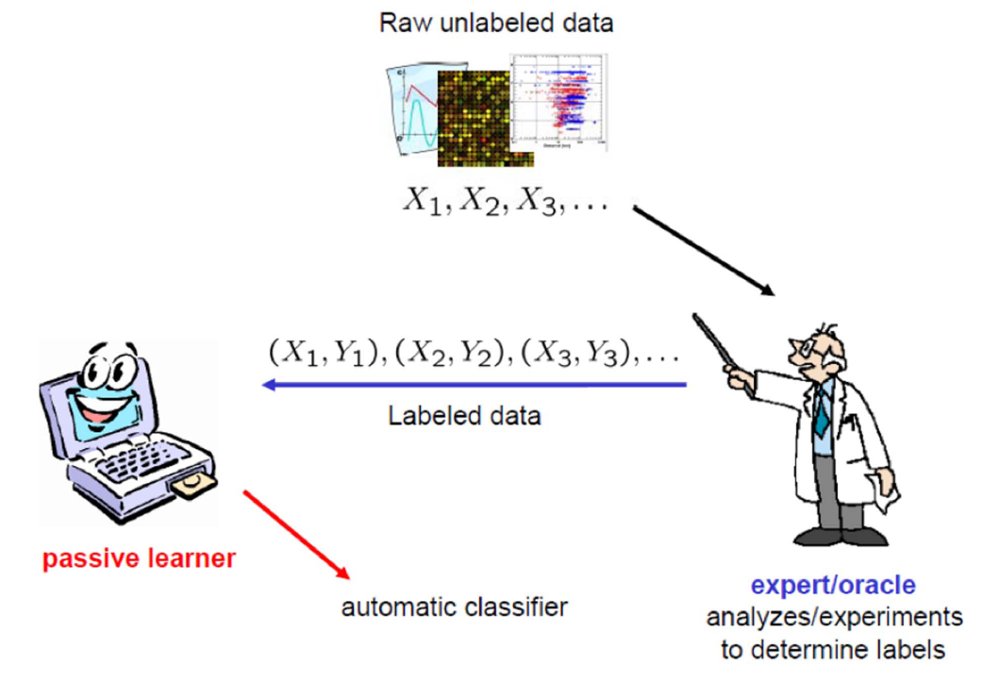 Raw unlabeled data
X₁, X₂, X₃, …
(X₁, Y₁), (X₂, Y₂), (X₃, Y₃), …
Labeled data
passive learner
automatic classifier
expert/oracle
analyzes/experiments
to determine labels